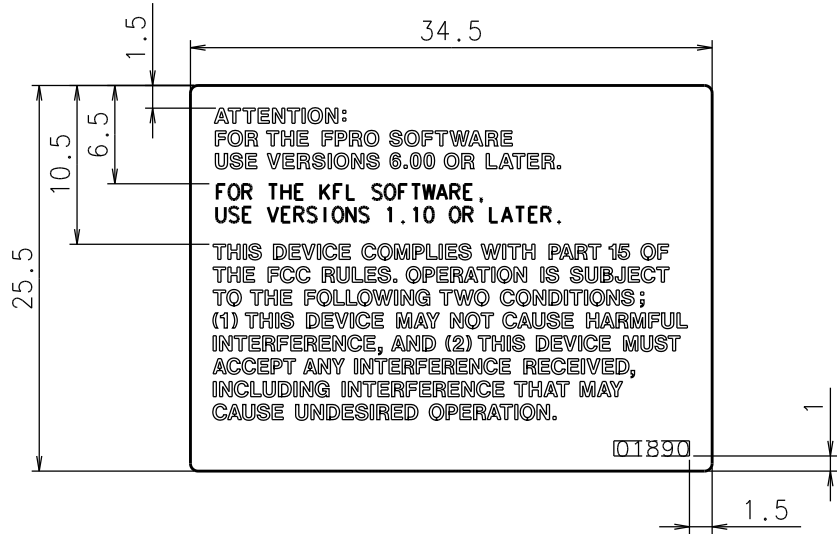 1.5
34.5
6.5
10.5
25.5
ATTENTION:
FOR THE FPRO SOFTWARE
USE VERSIONS 6.00 OR LATER.
FOR THE KFL SOFTWARE,
USE VERSIONS 1.10 OR LATER.
THIS DEVICE COMPLIES WITH PART 15 OF
THE FCC RULES. OPERATION IS SUBJECT
TO THE FOLLOWING TWO CONDITIONS;
(1) THIS DEVICE MAY NOT CAUSE HARMFUL
INTERFERENCE, AND (2) THIS DEVICE MUST
ACCEPT ANY INTERFERENCE RECEIVED,
INCLUDING INTERFERENCE THAT MAY
CAUSE UNDESIRED OPERATION.
01890
1
1.5